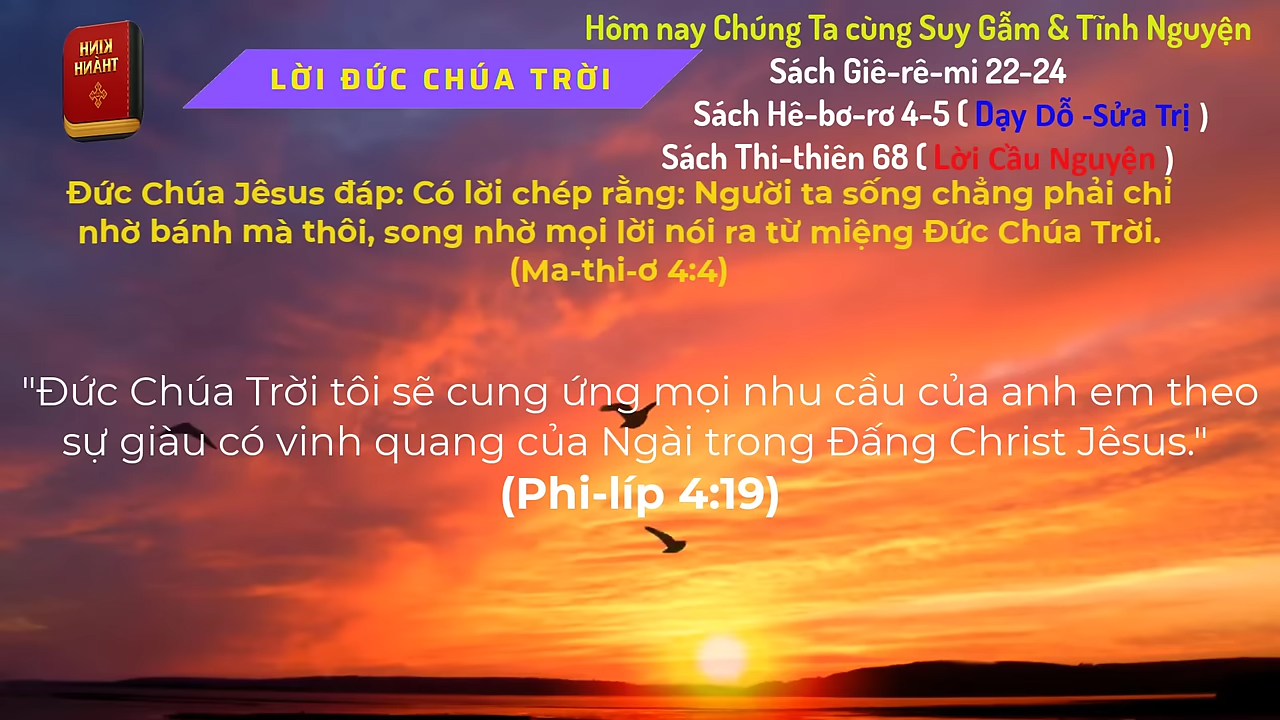 KINH
THÁNH
LỜI ĐỨC CHÚA TRỜI
Hôm nay Chúng Ta cùng Suy Gẫm & Tĩnh Nguyện
Sách Giê-rê-mi 22-24
Sách Hê-bơ-rơ 4-5 ( Dạy Dỗ -Sửa Trị )
Sách Thi-thiên 68 ( Lời Cầu Nguyện )
Đức Chúa Jêsus đáp: Có lời chép rằng: Người ta sống chẳng phải chỉ
nhờ bánh mà thôi, song nhờ mọi lời nói ra từ miệng Đức Chúa Trời.
(Ma-thi-ơ 4:4)
"Đức Chúa Trời tôi sẽ cung ứng mọi nhu cầu của anh em theo
sự giàu có vinh quang của Ngài trong Đấng Christ Jêsus."
(Phi-líp 4:19)